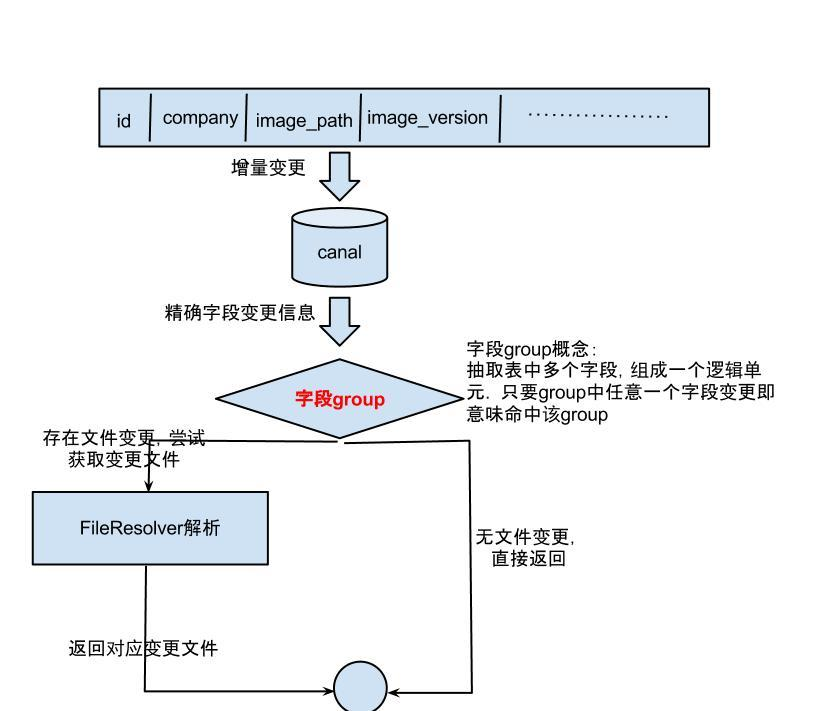 id company image_path image_version ..................
增量变更
canal
精确字段变更信息
字段group概念:
抽取表中多个字段, 组成一个逻辑单
元. 只要group中任意一个字段变更即
意味命中该group
字段group
存在文件变更, 尝试
获取变更文件
FileResolver解析
无文件变更,
直接返回
返回对应变更文件